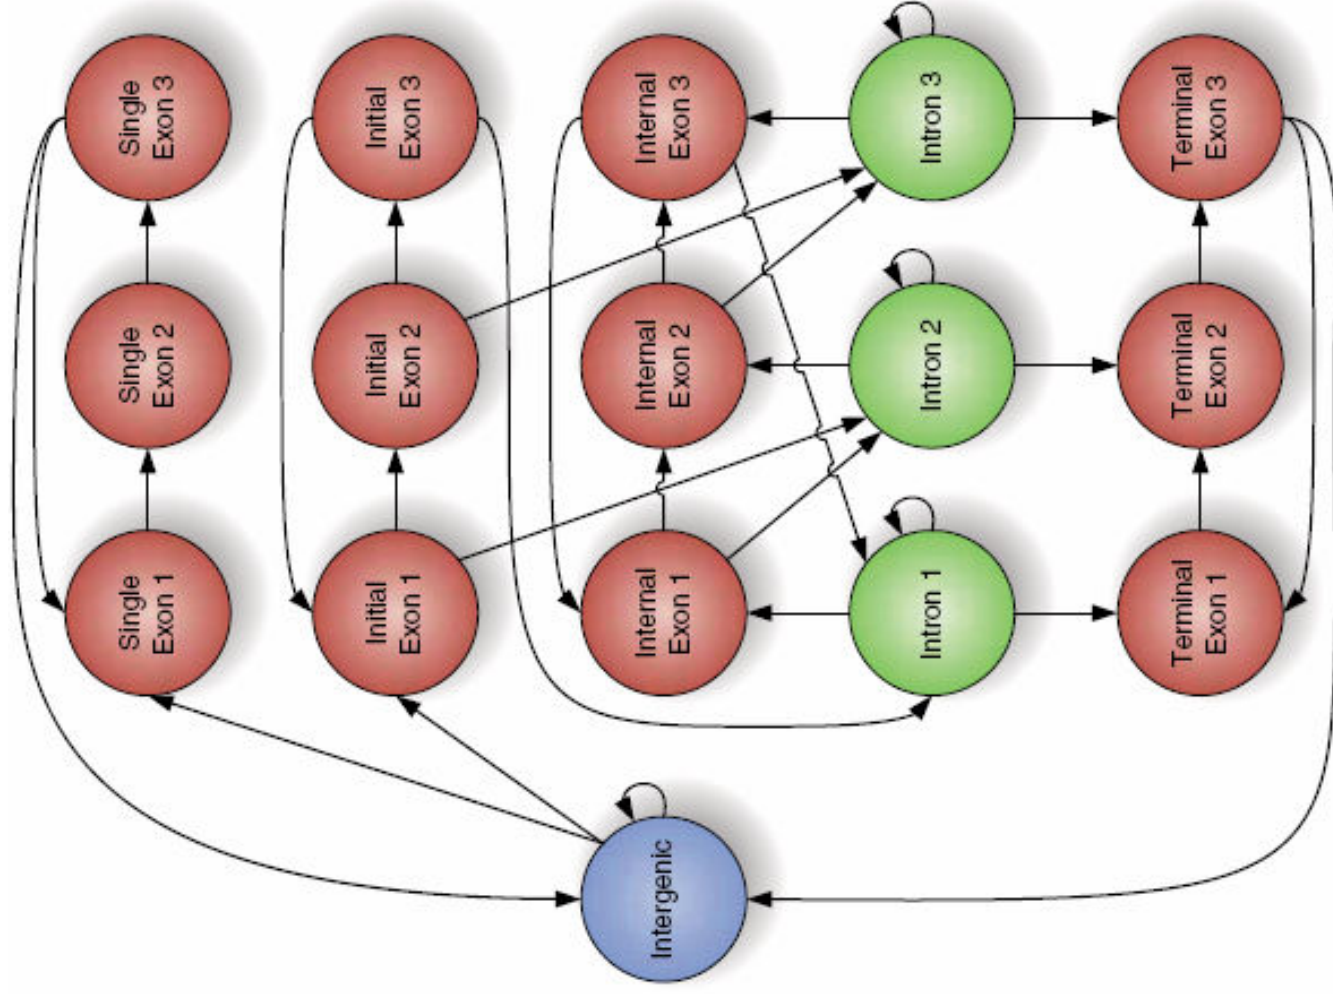 Single
Exon 3
Initial
Exon 3
Internal
Exon 3
Intron 3
Terminal
Exon 3
Single
Exon 2
Initial
Exon 2
Internal
Exon 2
Intron 2
Terminal
Exon 2
Single
Exon 1
Initial
Exon 1
Internal
Exon 1
Intron 1
Terminal
Exon 1
Intergenic